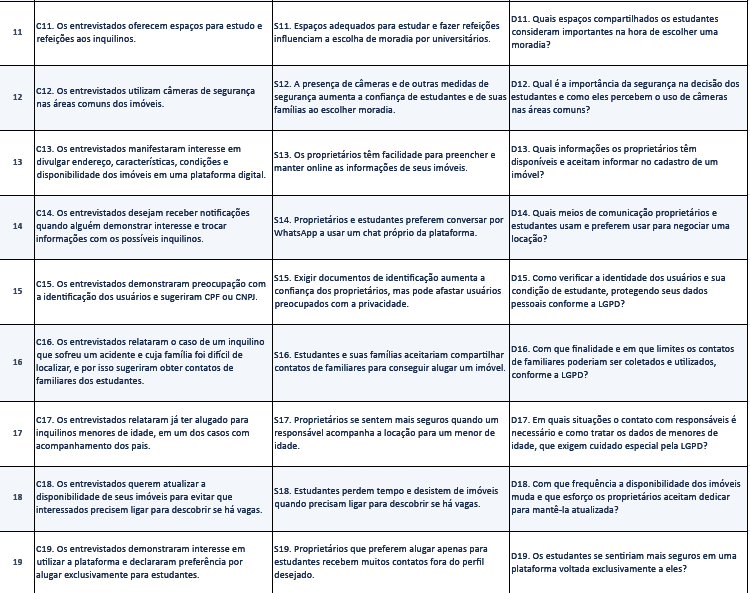 11
C11. Os entrevistados oferecem espaços para estudo e
refeições aos inquilinos.
S11. Espaços adequados para estudar e fazer refeições
influenciam a escolha de moradia por universitários.
D11. Quais espaços compartilhados os estudantes
consideram importantes na hora de escolher uma
moradia?
12
C12. Os entrevistados utilizam câmeras de segurança
nas áreas comuns dos imóveis.
S12. A presença de câmeras e de outras medidas de
segurança aumenta a confiança de estudantes e de suas
famílias ao escolher moradia.
D12. Qual é a importância da segurança na decisão dos
estudantes e como eles percebem o uso de câmeras
nas áreas comuns?
13
C13. Os entrevistados manifestaram interesse em
divulgar endereço, características, condições e
disponibilidade dos imóveis em uma plataforma digital.
S13. Os proprietários têm facilidade para preencher e
manter online as informações de seus imóveis.
D13. Quais informações os proprietários têm
disponíveis e aceitam informar no cadastro de um
imóvel?
14
C14. Os entrevistados desejam receber notificações
quando alguém demonstrar interesse e trocar
informações com os possíveis inquilinos.
S14. Proprietários e estudantes preferem conversar por
WhatsApp a usar um chat próprio da plataforma.
D14. Quais meios de comunicação proprietários e
estudantes usam e preferem usar para negociar uma
locação?
15
C15. Os entrevistados demonstraram preocupação com
a identificação dos usuários e sugeriram CPF ou CNPJ.
S15. Exigir documentos de identificação aumenta a
confiança dos proprietários, mas pode afastar usuários
preocupados com a privacidade.
D15. Como verificar a identidade dos usuários e sua
condição de estudante, protegendo seus dados
pessoais conforme a LGPD?
16
C16. Os entrevistados relataram o caso de um inquilino
que sofreu um acidente e cuja família foi difícil de
localizar, e por isso sugeriram obter contatos de
familiares dos estudantes.
S16. Estudantes e suas famílias aceitariam compartilhar
contatos de familiares para conseguir alugar um imóvel.
D16. Com que finalidade e em que limites os contatos
de familiares poderiam ser coletados e utilizados,
conforme a LGPD?
17
C17. Os entrevistados relataram já ter alugado para
inquilinos menores de idade, em um dos casos com
acompanhamento dos pais.
S17. Proprietários se sentem mais seguros quando um
responsável acompanha a locação para um menor de
idade.
D17. Em quais situações o contato com responsáveis é
necessário e como tratar os dados de menores de
idade, que exigem cuidado especial pela LGPD?
18
C18. Os entrevistados querem atualizar a
disponibilidade de seus imóveis para evitar que
interessados precisem ligar para descobrir se há vagas.
S18. Estudantes perdem tempo e desistem de imóveis
quando precisam ligar para descobrir se há vagas.
D18. Com que frequência a disponibilidade dos imóveis
muda e que esforço os proprietários aceitam dedicar
para mantê-la atualizada?
19
C19. Os entrevistados demonstraram interesse em
utilizar a plataforma e declararam preferência por
alugar exclusivamente para estudantes.
S19. Proprietários que preferem alugar apenas para
estudantes recebem muitos contatos fora do perfil
desejado.
D19. Os estudantes se sentiriam mais seguros em uma
plataforma voltada exclusivamente a eles?